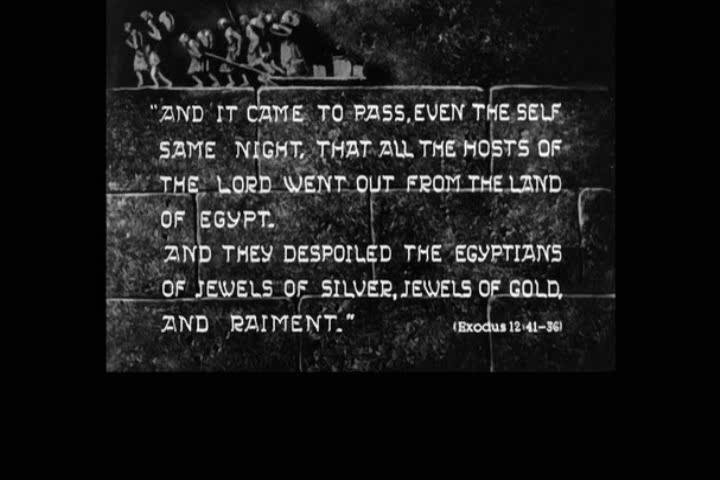 "AND IT CAME TO PASS, EVEN THE SELF
SAME NIGHT, THAT ALL THE HOSTS OF
THE LORD WENT OUT FROM THE LAND
OF EGYPT.
AND THEY DESPOILED THE EGYPTIANS
OF JEWELS OF SILVER, JEWELS OF GOLD,
AND RAIMENT."
(Exodus 12:41-36)